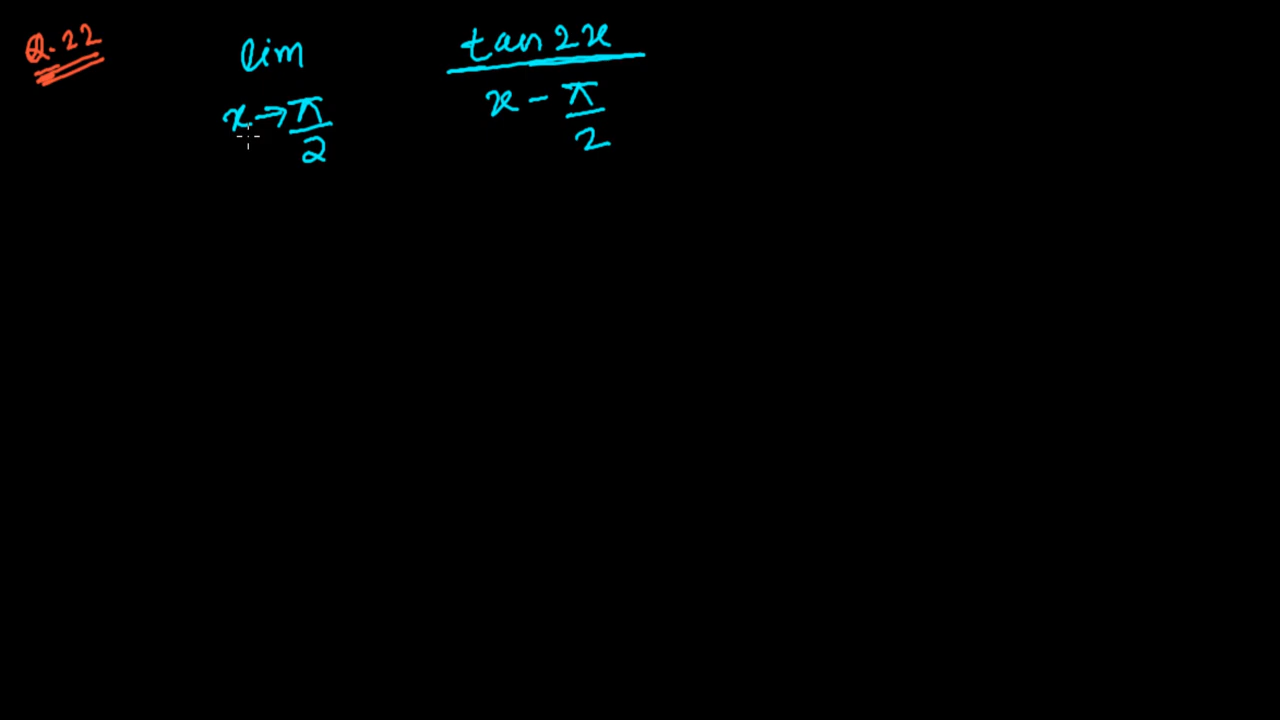 Q.22
lim x→π/2 tan 2x / x - π/2